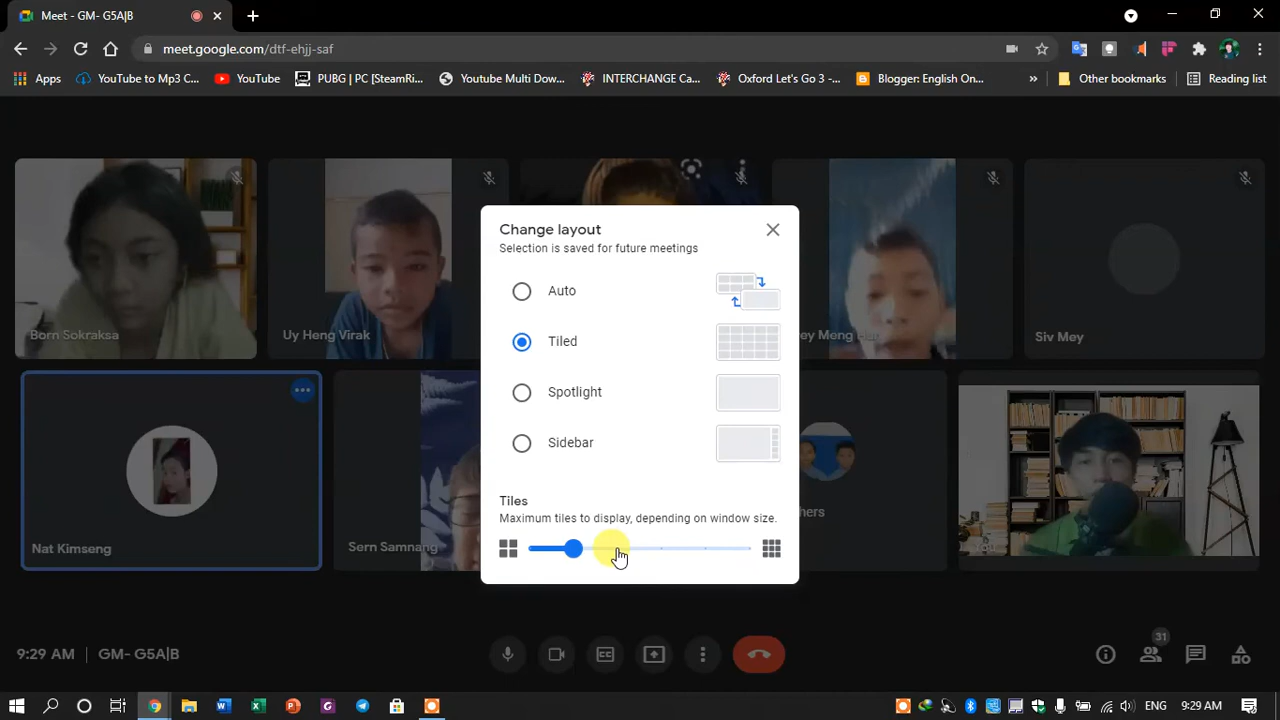 Meet - GM- G5A|B
meet.google.com/dtf-ehjj-saf
Apps
YouTube to Mp3 C...
YouTube
PUBG | PC [SteamRi...
Youtube Multi Dow...
INTERCHANGE Ca...
Oxford Let's Go 3 -...
Blogger: English On...
»
Other bookmarks
Reading list
Born Sokraksa
Uy Heng Virak
Siv Mey
Change layout
Selection is saved for future meetings
Auto
Tiled
Spotlight
Sidebar
Tiles
Maximum tiles to display, depending on window size.
Nat Kimseng
Sern Samnang
9:29 AM | GM- G5A|B
CC
31
9:29 AM